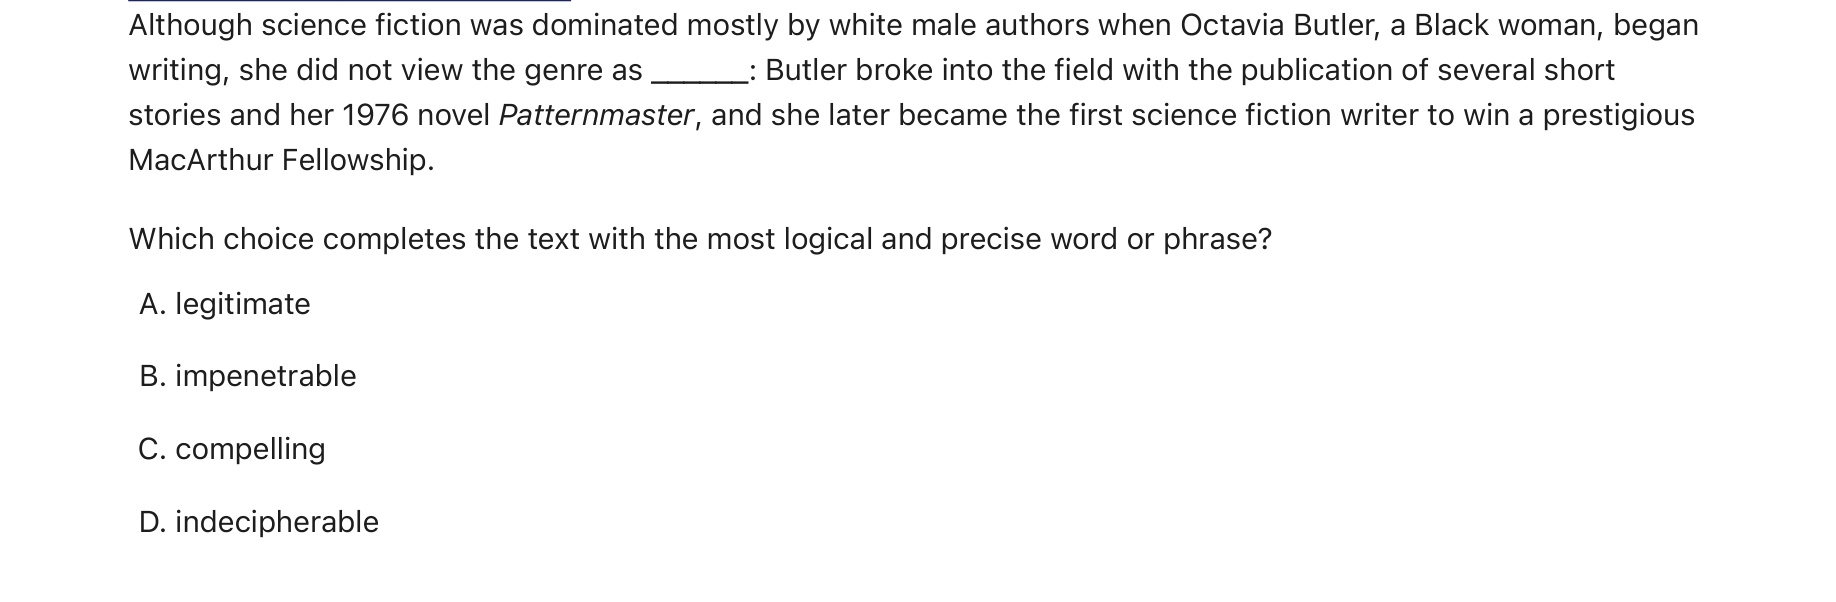 Although science fiction was dominated mostly by white male authors when Octavia Butler, a Black woman, began
writing, she did not view the genre as ______: Butler broke into the field with the publication of several short
stories and her 1976 novel Patternmaster, and she later became the first science fiction writer to win a prestigious
MacArthur Fellowship.
Which choice completes the text with the most logical and precise word or phrase?
A. legitimate
B. impenetrable
C. compelling
D. indecipherable